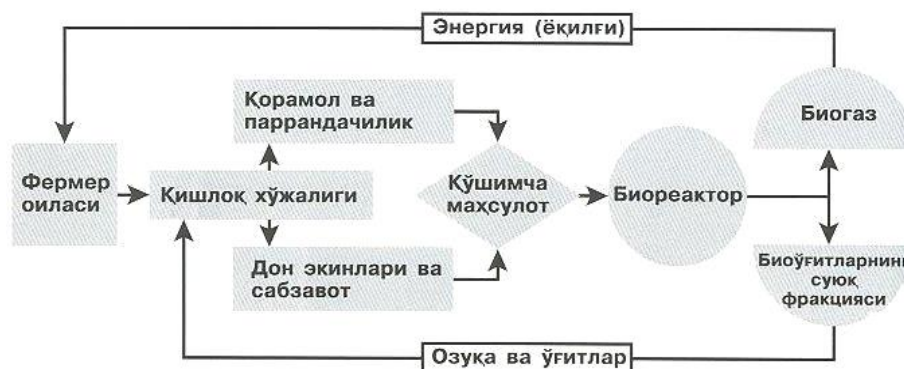 Энергия (ёқилғи)
Қорамол ва
паррандачилик
Биогаз
Фермер
оиласи
Қишлоқ хўжалиги
Қўшимча
маҳсулот
Биореактор
Дон экинлари ва
сабзавот
Биоўғитларнинг
суюқ
фракцияси
Озуқа ва ўғитлар